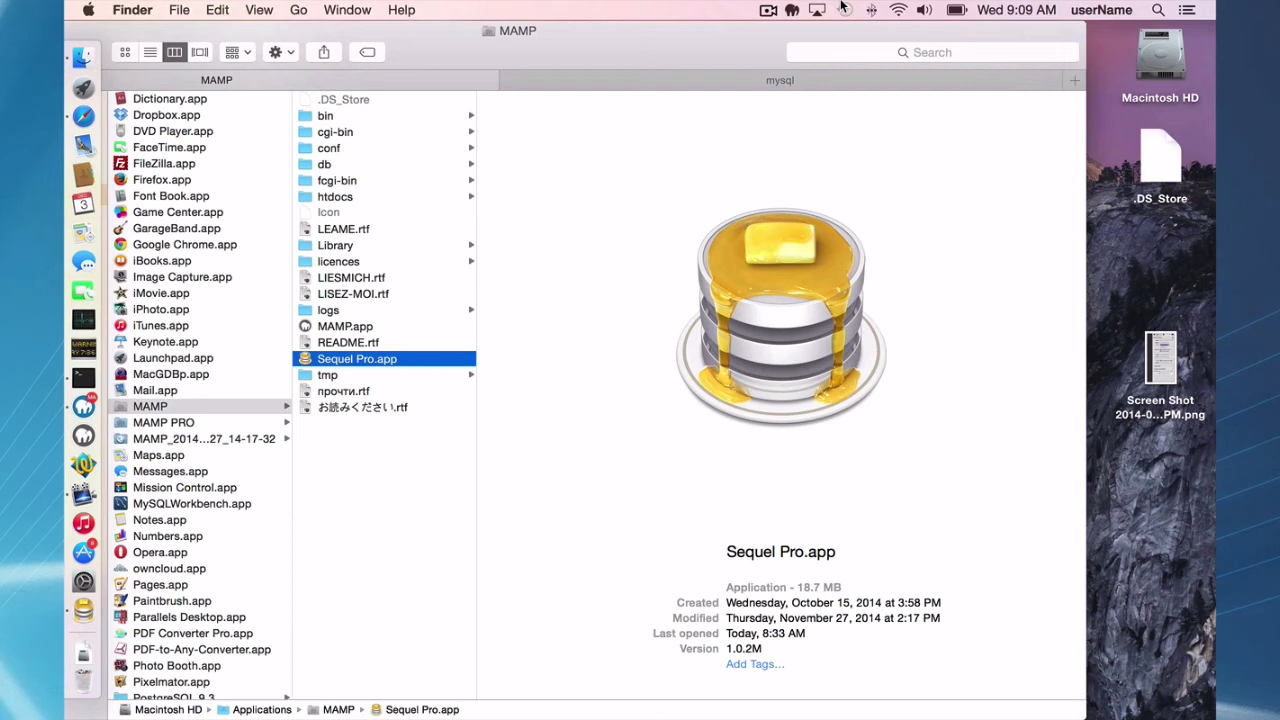 Finder File Edit View Go Window Help Wed 9:09 AM userName
MAMP
Search
MAMP mysql
Dictionary.app
Dropbox.app
DVD Player.app
FaceTime.app
FileZilla.app
Firefox.app
Font Book.app
Game Center.app
GarageBand.app
Google Chrome.app
iBooks.app
Image Capture.app
iMovie.app
iPhoto.app
iTunes.app
Keynote.app
Launchpad.app
MacGDBp.app
Mail.app
MAMP
MAMP PRO
MAMP_2014...27_14-17-32
Maps.app
Messages.app
Mission Control.app
MySQLWorkbench.app
Notes.app
Numbers.app
Opera.app
owncloud.app
Pages.app
Paintbrush.app
Parallels Desktop.app
PDF Converter Pro.app
PDF-to-Any-Converter.app
Photo Booth.app
Pixelmator.app
PostgreSQL 9.3
.DS_Store
bin
cgi-bin
conf
db
fcgi-bin
htdocs
Icon
LEAME.rtf
Library
licences
LIESMICH.rtf
LISEZ-MOI.rtf
logs
MAMP.app
README.rtf
Sequel Pro.app
tmp
прочти.rtf
お読みください.rtf
Sequel Pro.app
Application - 18.7 MB
Created Wednesday, October 15, 2014 at 3:58 PM
Modified Thursday, November 27, 2014 at 2:17 PM
Last opened Today, 8:33 AM
Version 1.0.2M
Add Tags...
Macintosh HD Applications MAMP Sequel Pro.app
Macintosh HD
.DS_Store
Screen Shot
2014-0...PM.png